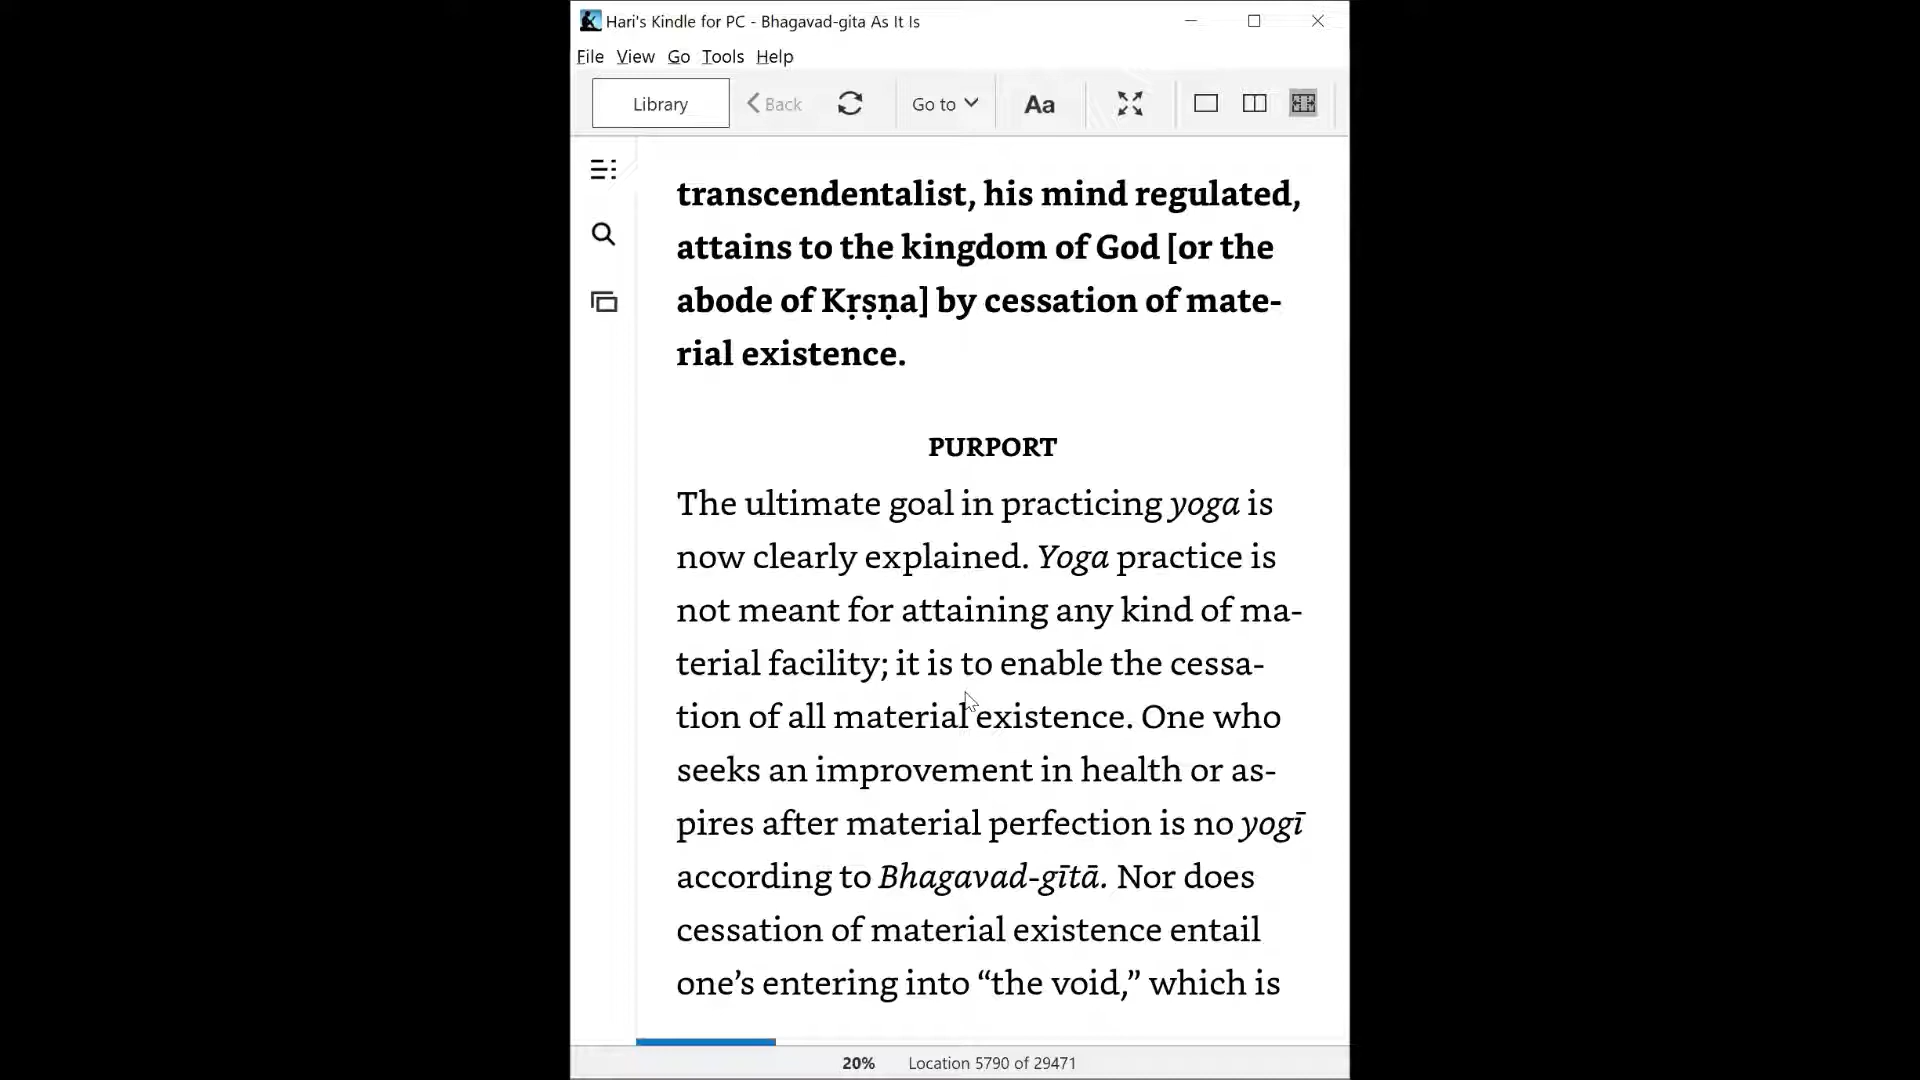 Hari's Kindle for PC - Bhagavad-gita As It Is
File View Go Tools Help
Library Back Go to Aa
transcendentalist, his mind regulated,
attains to the kingdom of God [or the
abode of Kṛṣṇa] by cessation of mate-
rial existence.
PURPORT
The ultimate goal in practicing yoga is
now clearly explained. Yoga practice is
not meant for attaining any kind of ma-
terial facility; it is to enable the cessa-
tion of all material existence. One who
seeks an improvement in health or as-
pires after material perfection is no yogī
according to Bhagavad-gītā. Nor does
cessation of material existence entail
one’s entering into “the void,” which is
20% Location 5790 of 29471